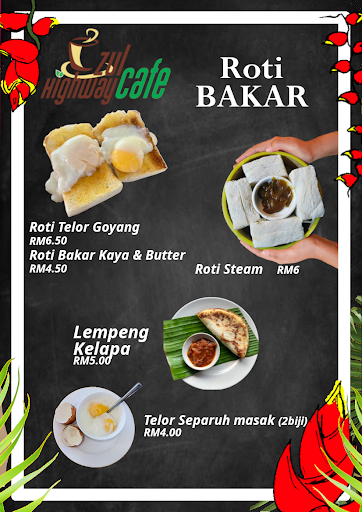 Zul
Highway Cafe
Roti
BAKAR
Roti Telor Goyang
RM6.50
Roti Bakar Kaya & Butter
RM4.50
Roti Steam RM6
Lempeng
Kelapa
RM5.00
Telor Separuh masak (2biji)
RM4.00